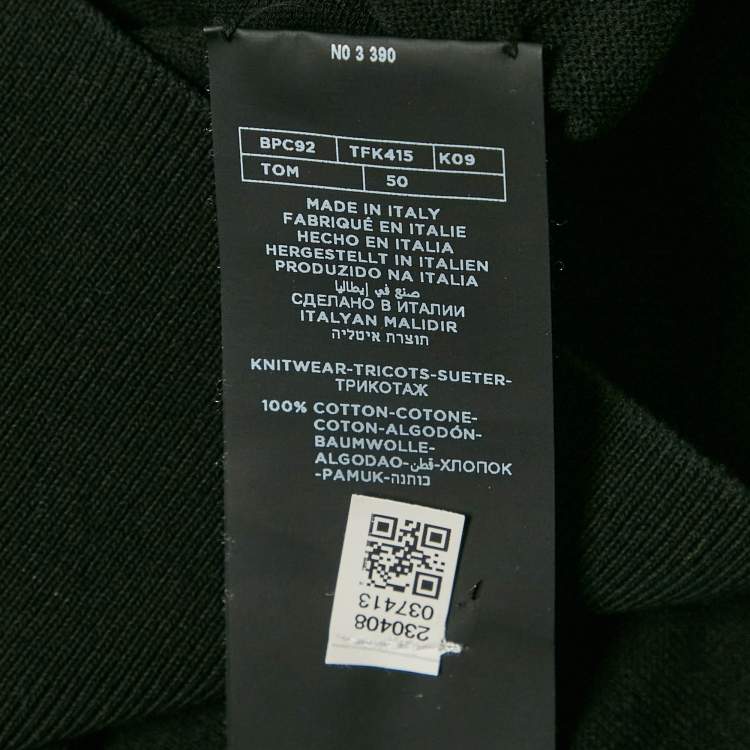 N0 3 390
BPC92 TFK415 K09
TOM 50
MADE IN ITALY
FABRIQUÉ EN ITALIE
HECHO EN ITALIA
HERGESTELLT IN ITALIEN
PRODUZIDO NA ITALIA
صنع في إيطاليا
СДЕЛАНО В ИТАЛИИ
ITALYAN MALIDIR
תוצרת איטליה
KNITWEAR-TRICOTS-SUETER-
ТРИКОТАЖ
100% COTTON-COTONE-
COTON-ALGODÓN-
BAUMWOLLE-
ALGODAO-قطن-ХЛОПОК
-PAMUK-כותנה
230408
037413